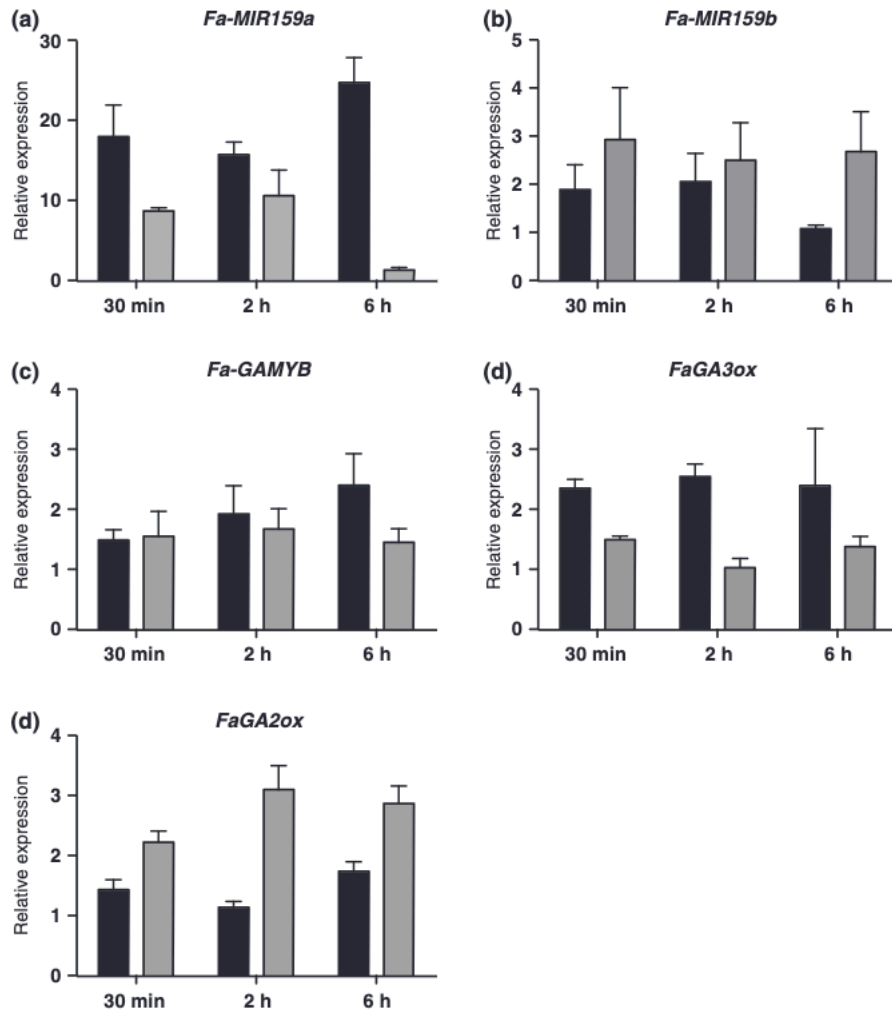 (a) Fa-MIR159a
30
20
10
0
Relative expression
30 min 2 h 6 h
(b) Fa-MIR159b
5
4
3
2
1
0
Relative expression
30 min 2 h 6 h
(c) Fa-GAMYB
4
3
2
1
0
Relative expression
30 min 2 h 6 h
(d) FaGA3ox
4
3
2
1
0
Relative expression
30 min 2 h 6 h
(d) FaGA2ox
4
3
2
1
0
Relative expression
30 min 2 h 6 h